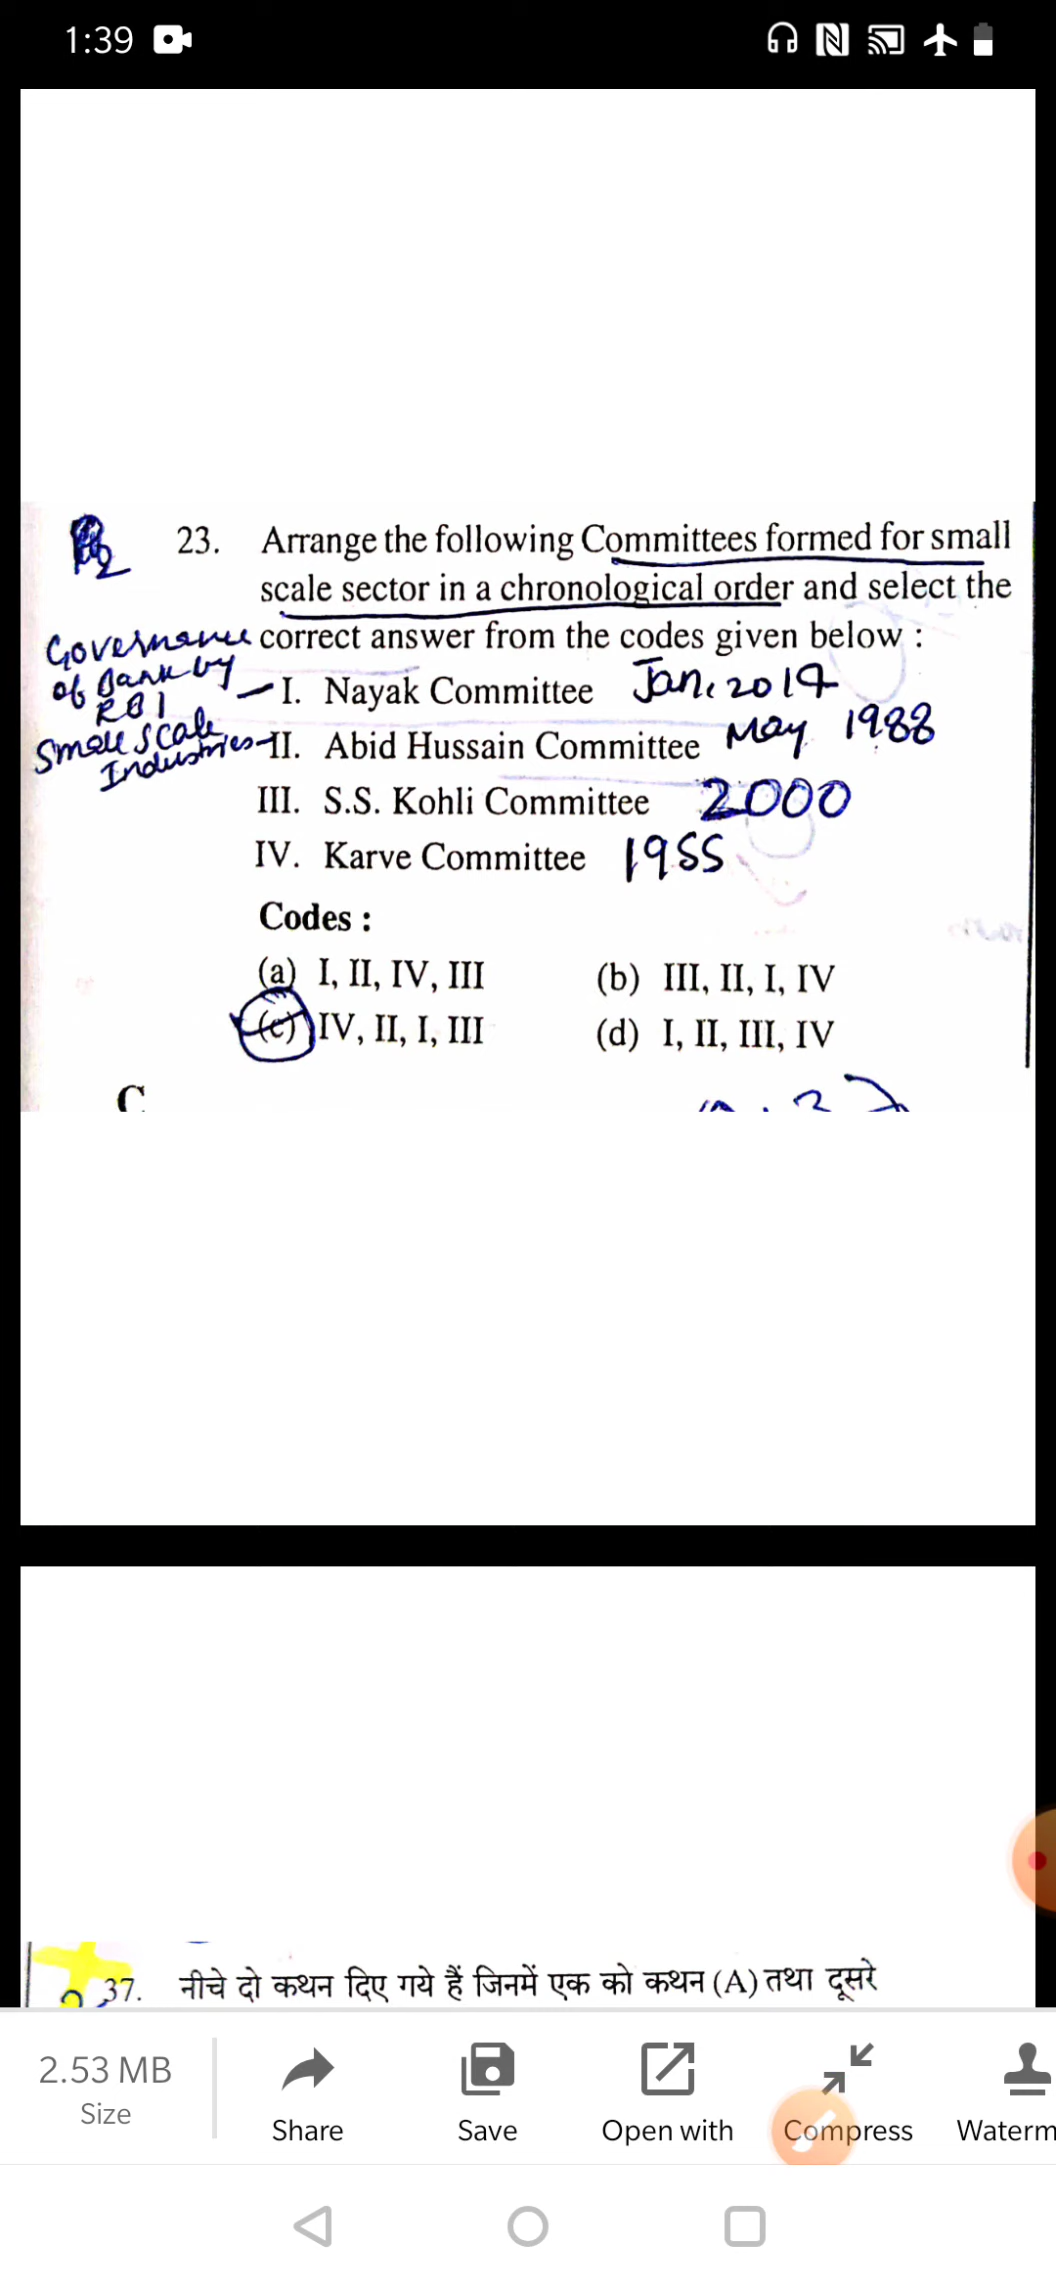 1:39
23. Arrange the following Committees formed for small
scale sector in a chronological order and select the
correct answer from the codes given below :
Governance
of Bank by
RBI
I. Nayak Committee Jan. 2014
Small Scale
Industries
II. Abid Hussain Committee May 1988
III. S.S. Kohli Committee 2000
IV. Karve Committee 1955
Codes :
(a) I, II, IV, III (b) III, II, I, IV
(c) IV, II, I, III (d) I, II, III, IV
37. नीचे दो कथन दिए गये हैं जिनमें एक को कथन (A) तथा दूसरे
2.53 MB
Size
Share
Save
Open with
Compress
Waterm